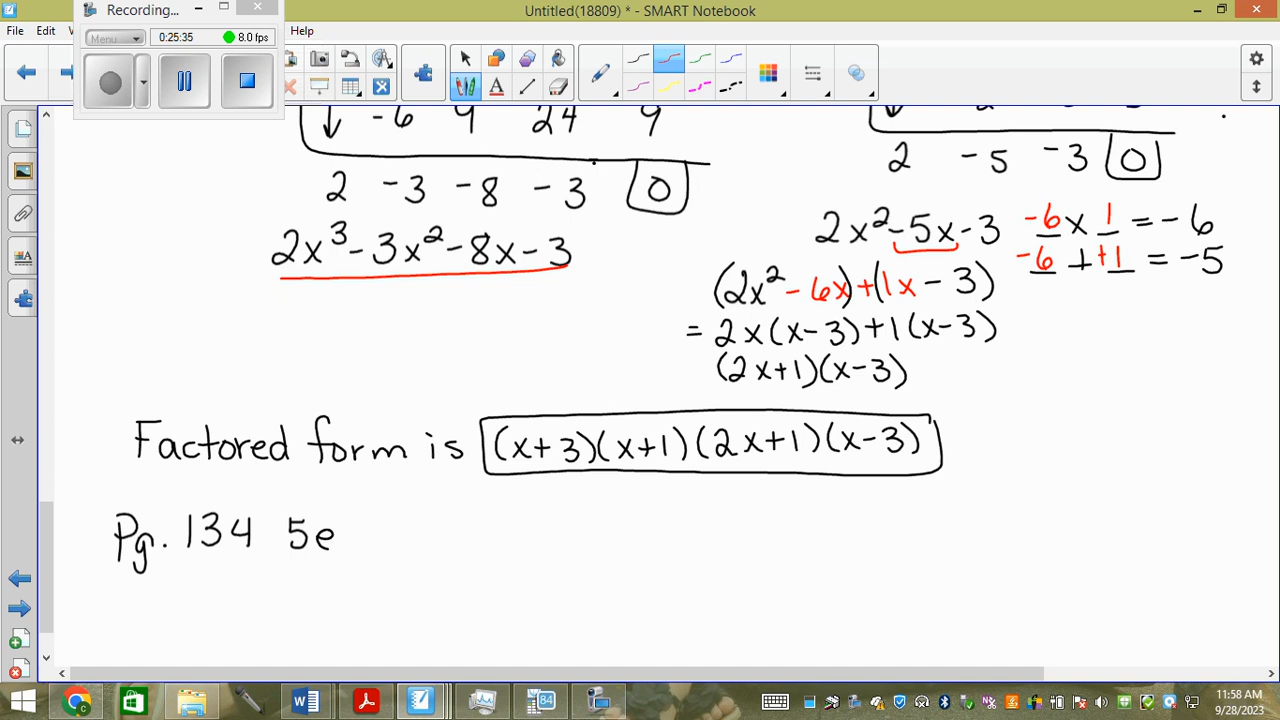 Recording...
Untitled(18809) * - SMART Notebook
File Edit
Help
Menu
0:25:35
8.0 fps
↓ -6 9 24 9
2 -3 -8 -3 0
2x³-3x²-8x-3
2 -5 -3 0
2x²-5x-3 -6 x 1 = -6
-6 + +1 = -5
(2x² - 6x)+(1x - 3)
= 2x(x-3)+1(x-3)
(2x+1)(x-3)
Factored form is (x+3)(x+1)(2x+1)(x-3)
Pg. 134 5e
84
11:58 AM
9/28/2023